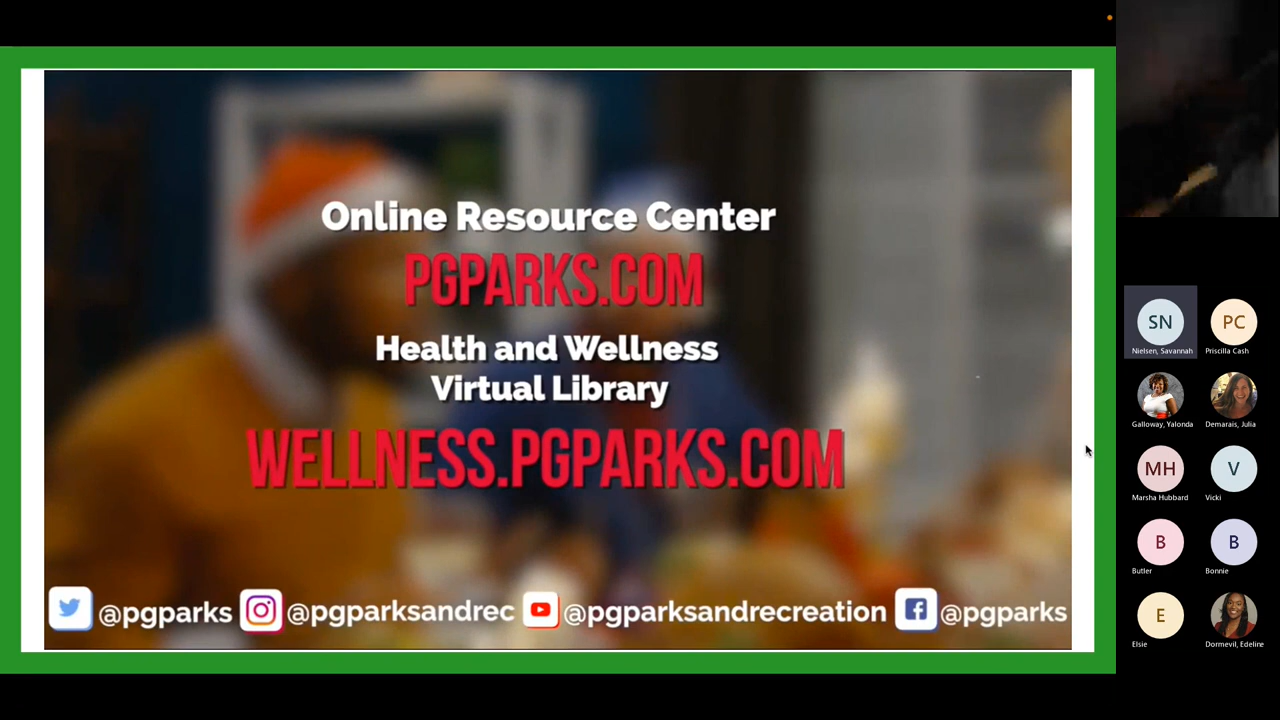 Online Resource Center
PGPARKS.COM
Health and Wellness
Virtual Library
WELLNESS.PGPARKS.COM
@pgparks @pgparksandrec @pgparksandrecreation @pgparks
SN PC
Nielsen, Savannah Priscilla Cash
Galloway, Yalonda Demarais, Julia
MH V
Marsha Hubbard Vicki
B B
Butler Bonnie
E
Elsie Dormevil, Edeline